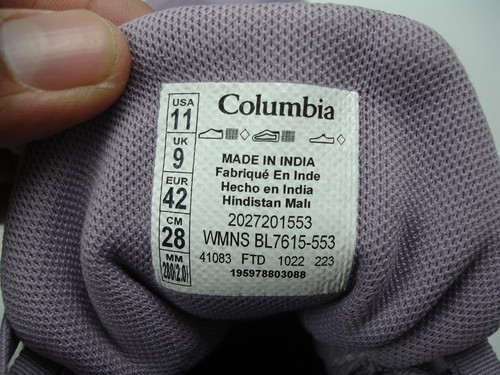 USA
11
UK
9
EUR
42
CM
28
MM
280(2.0)
Columbia
MADE IN INDIA
Fabriqué En Inde
Hecho en India
Hindistan Malı
2027201553
WMNS BL7615-553
41083 FTD 1022 223
195978803088